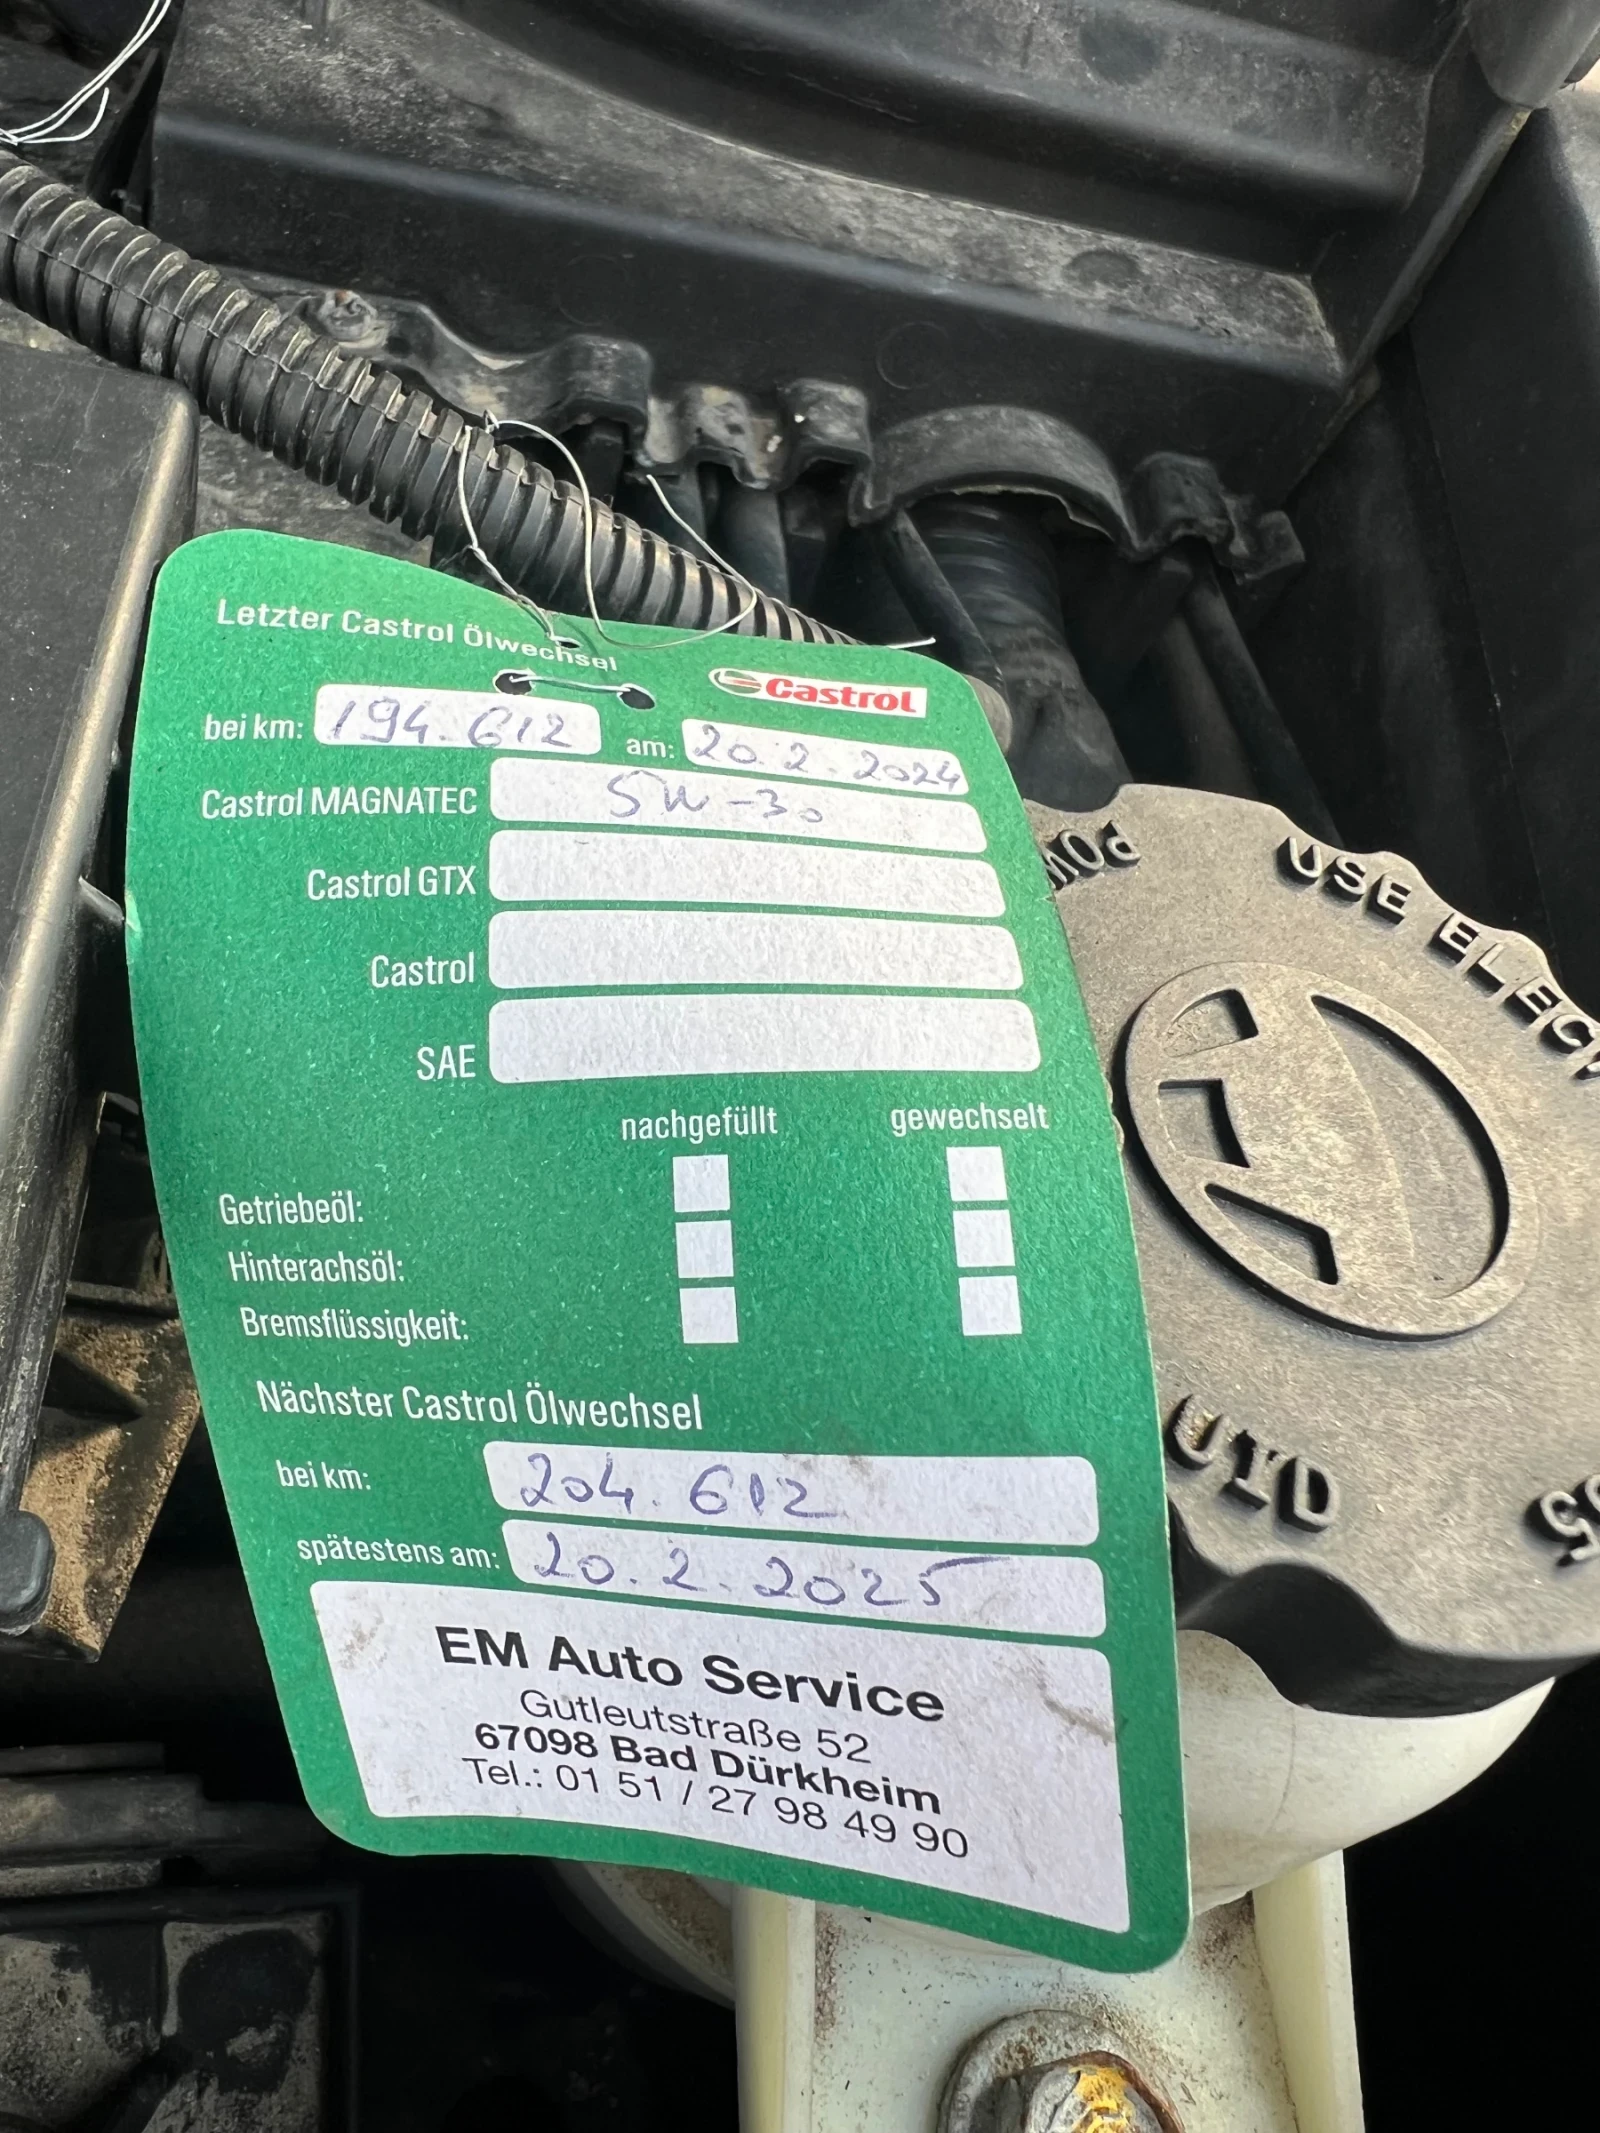 Letzter Castrol Ölwechsel
Castrol
bei km: 194.612 am: 20.2.2024
Castrol MAGNATEC 5W-30
Castrol GTX
Castrol
SAE
nachgefüllt gewechselt
Getriebeöl:
Hinterachsöl:
Bremsflüssigkeit:
Nächster Castrol Ölwechsel
bei km: 204.612
spätestens am: 20.2.2025
EM Auto Service
Gutleutstraße 52
67098 Bad Dürkheim
Tel.: 01 51 / 27 98 49 90
USE